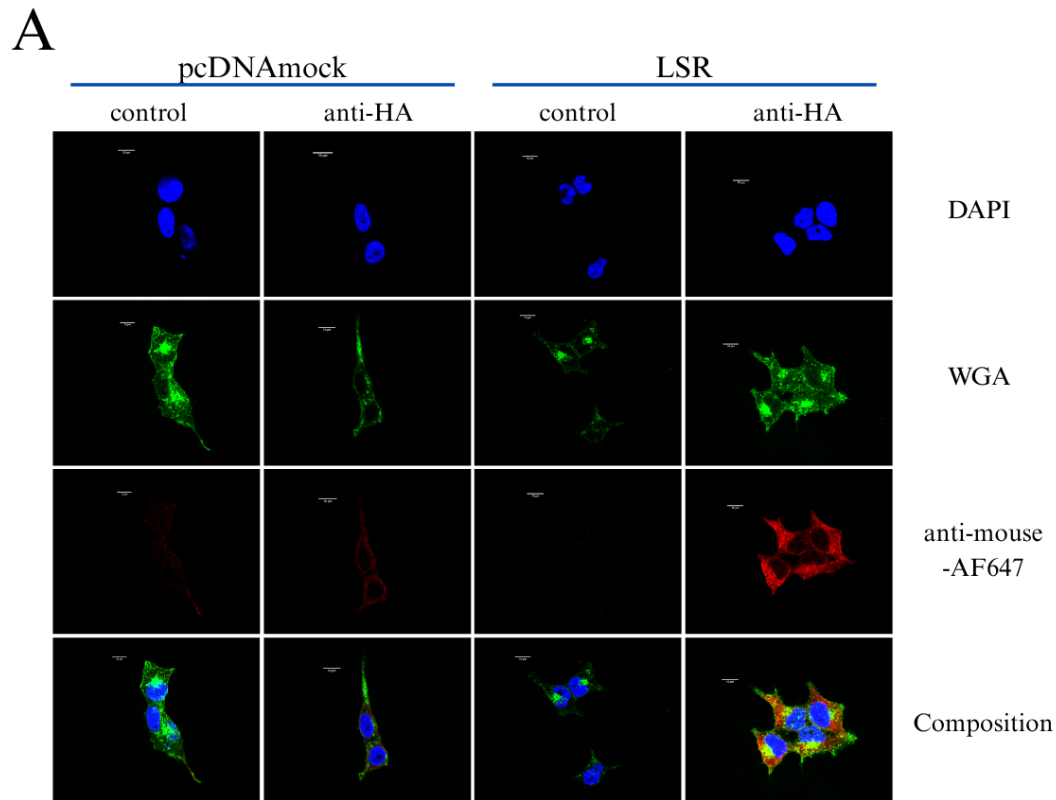 A
pcDNAmock LSR
control anti-HA control anti-HA
DAPI
WGA
anti-mouse
-AF647
Composition